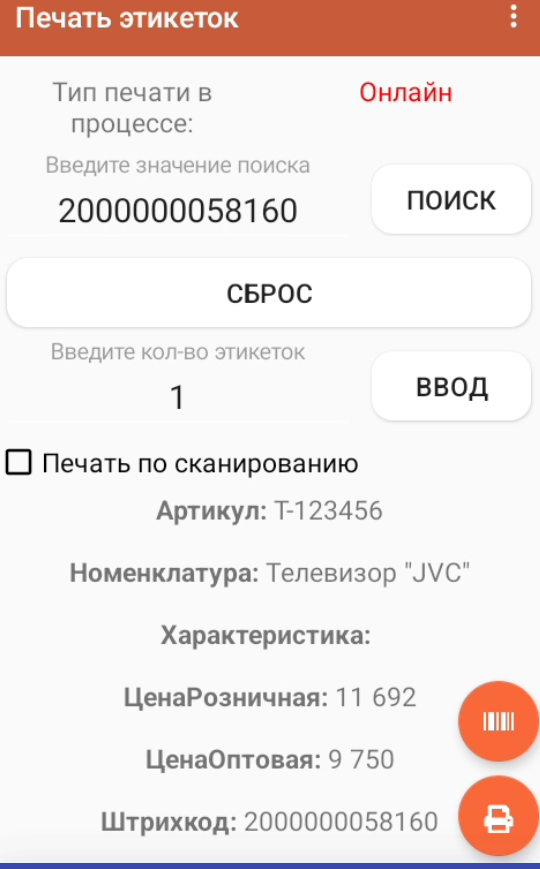 Печать этикеток
Тип печати в
процессе:
Онлайн
Введите значение поиска
2000000058160
ПОИСК
СБРОС
Введите кол-во этикеток
1
ВВОД
Печать по сканированию
Артикул: Т-123456
Номенклатура: Телевизор "JVC"
Характеристика:
ЦенаРозничная: 11 692
ЦенаОптовая: 9 750
Штрихкод: 2000000058160